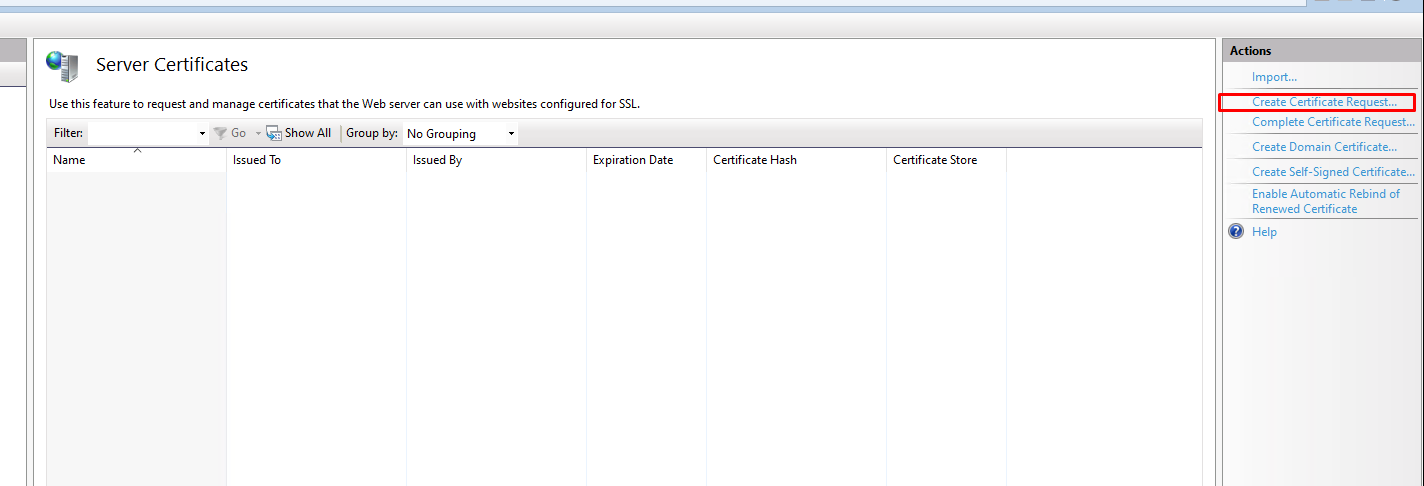 Server Certificates
Use this feature to request and manage certificates that the Web server can use with websites configured for SSL.
Filter: Go Show All Group by: No Grouping
Name Issued To Issued By Expiration Date Certificate Hash Certificate Store
Actions
Import...
Create Certificate Request...
Complete Certificate Request...
Create Domain Certificate...
Create Self-Signed Certificate...
Enable Automatic Rebind of
Renewed Certificate
Help